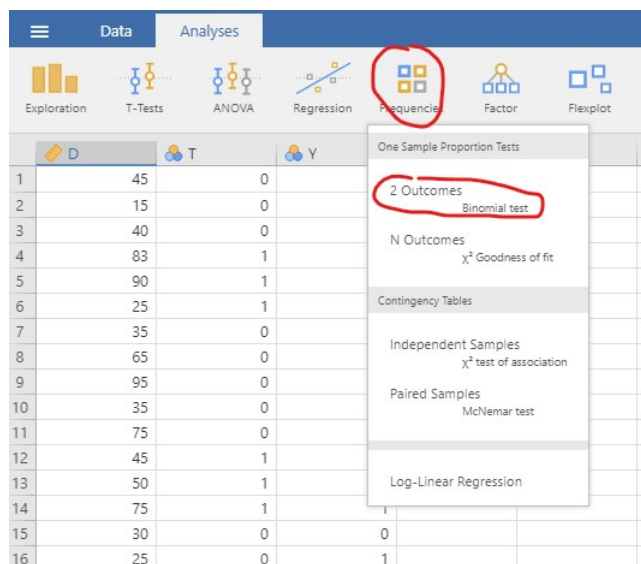 Data Analyses
Exploration T-Tests ANOVA Regression Frequencies Factor Flexplot
D T Y
One Sample Proportion Tests
2 Outcomes
Binomial test
N Outcomes
χ² Goodness of fit
Contingency Tables
Independent Samples
χ² test of association
Paired Samples
McNemar test
Log-Linear Regression
1 45 0
2 15 0
3 40 0
4 83 1
5 90 1
6 25 1
7 35 0
8 65 0
9 95 0
10 35 0
11 75 0
12 45 1
13 50 1
14 75 1 1
15 30 0 0
16 25 0 1